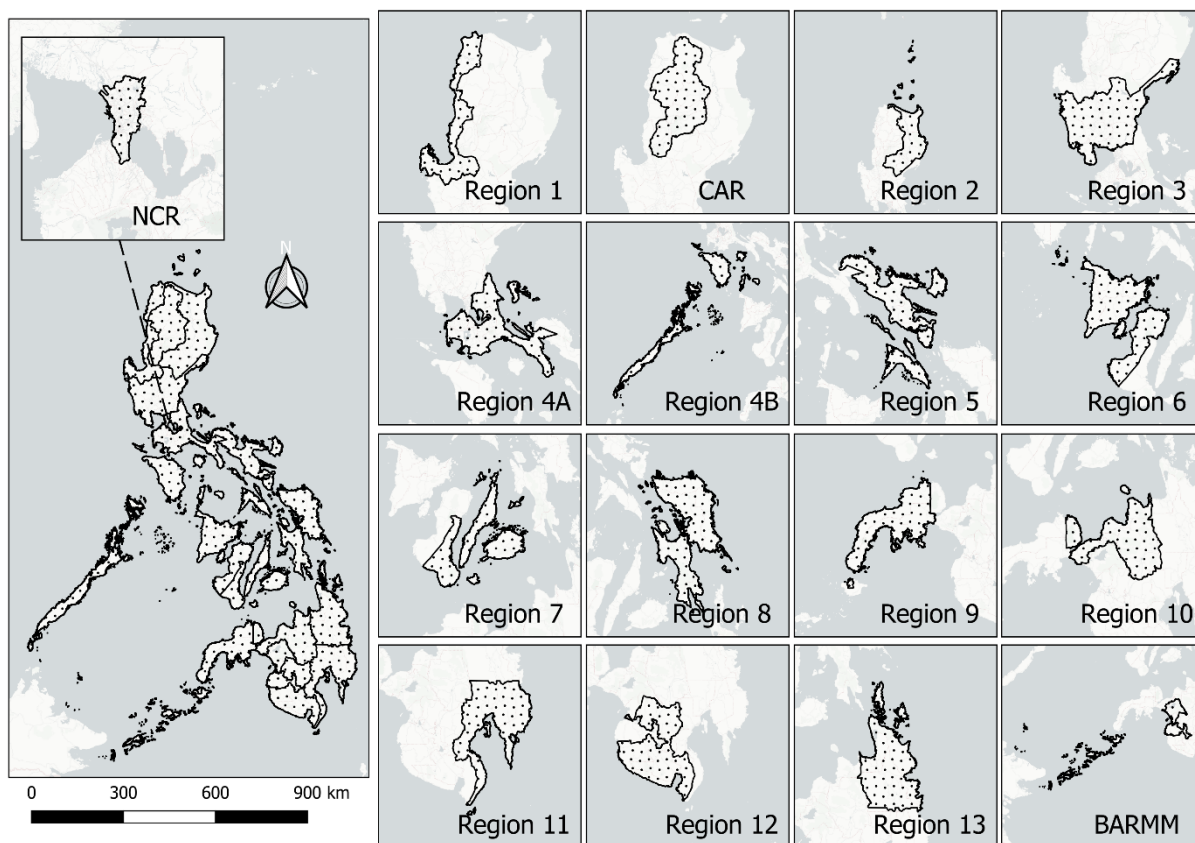 NCR
N
0 300 600 900 km
Region 1
CAR
Region 2
Region 3
Region 4A
Region 4B
Region 5
Region 6
Region 7
Region 8
Region 9
Region 10
Region 11
Region 12
Region 13
BARMM